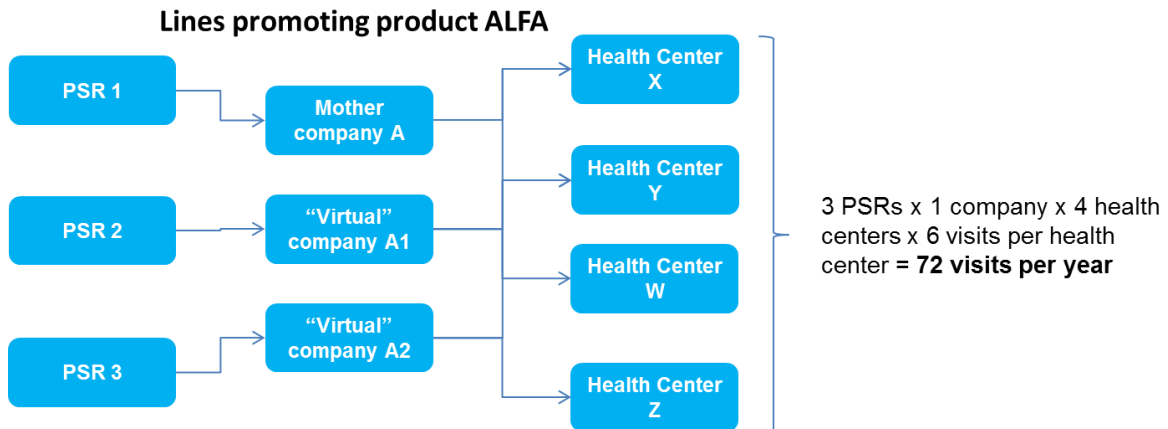 Lines promoting product ALFA
PSR 1
Mother
company A
Health Center
X
PSR 2
“Virtual”
company A1
Health Center
Y
PSR 3
“Virtual”
company A2
Health Center
W
Health Center
Z
3 PSRs x 1 company x 4 health
centers x 6 visits per health
center = 72 visits per year